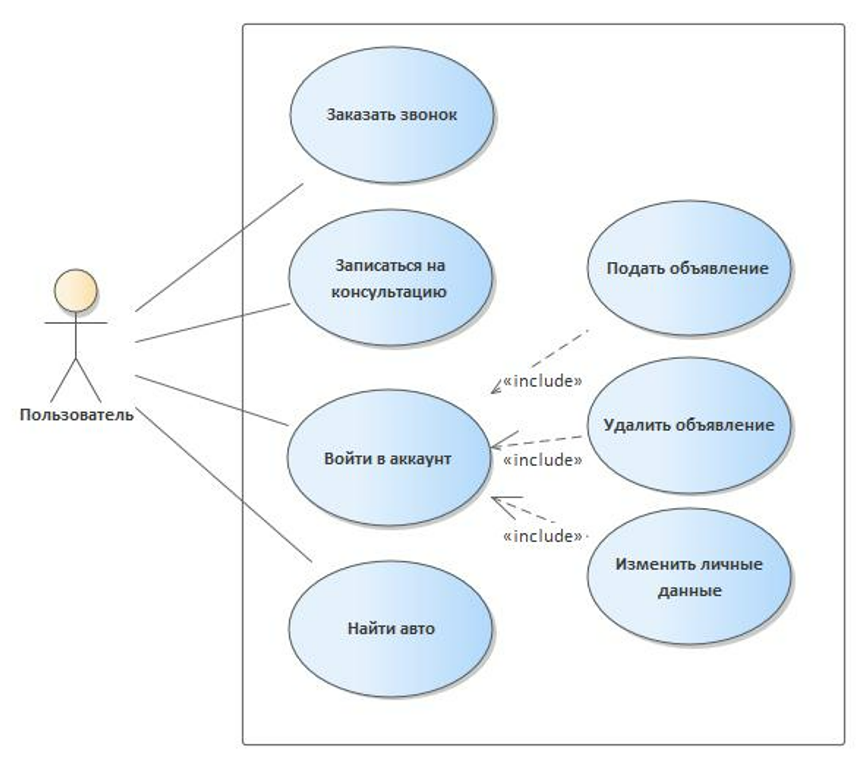 Заказать звонок
Записаться на
консультацию
Подать объявление
«include»
Пользователь
Удалить объявление
Войти в аккаунт
«include»
«include»
Изменить личные
данные
Найти авто